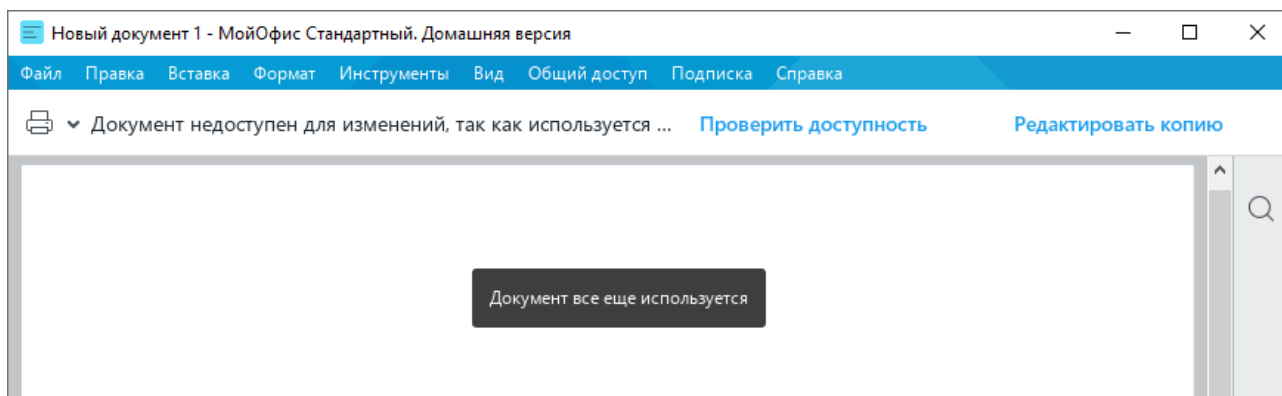 Новый документ 1 - МойОфис Стандартный. Домашняя версия
Файл Правка Вставка Формат Инструменты Вид Общий доступ Подписка Справка
Документ недоступен для изменений, так как используется ... Проверить доступность Редактировать копию
Документ все еще используется